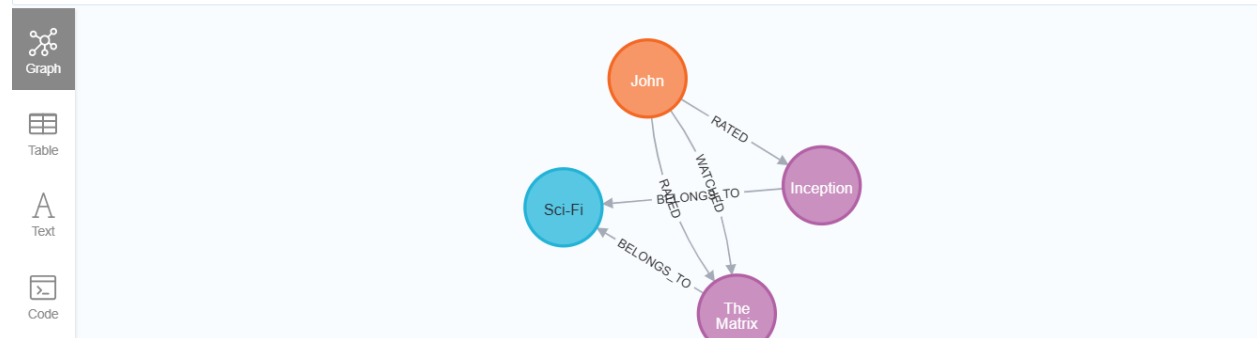 Graph
Table
Text
Code
John
RATED
Inception
WATCHED
RATED
BELONGS_TO
Sci-Fi
BELONGS_TO
The
Matrix